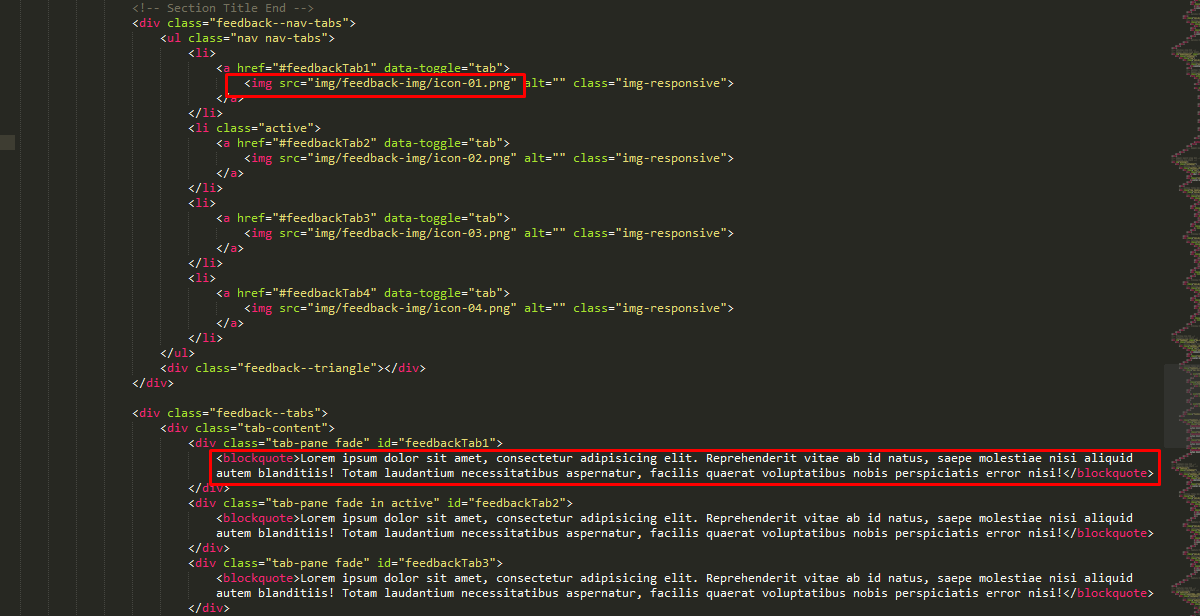 <!-- Section Title End -->
<div class="feedback--nav-tabs">
<ul class="nav nav-tabs">
<li>
<a href="#feedbackTab1" data-toggle="tab">
<img src="img/feedback-img/icon-01.png" alt="" class="img-responsive">
</a>
</li>
<li class="active">
<a href="#feedbackTab2" data-toggle="tab">
<img src="img/feedback-img/icon-02.png" alt="" class="img-responsive">
</a>
</li>
<li>
<a href="#feedbackTab3" data-toggle="tab">
<img src="img/feedback-img/icon-03.png" alt="" class="img-responsive">
</a>
</li>
<li>
<a href="#feedbackTab4" data-toggle="tab">
<img src="img/feedback-img/icon-04.png" alt="" class="img-responsive">
</a>
</li>
</ul>
<div class="feedback--triangle"></div>
</div>
<div class="feedback--tabs">
<div class="tab-content">
<div class="tab-pane fade" id="feedbackTab1">
<blockquote>Lorem ipsum dolor sit amet, consectetur adipisicing elit. Reprehenderit vitae ab id natus, saepe molestiae nisi aliquid
autem blanditiis! Totam laudantium necessitatibus aspernatur, facilis quaerat voluptatibus nobis perspiciatis error nisi!</blockquote>
</div>
<div class="tab-pane fade in active" id="feedbackTab2">
<blockquote>Lorem ipsum dolor sit amet, consectetur adipisicing elit. Reprehenderit vitae ab id natus, saepe molestiae nisi aliquid
autem blanditiis! Totam laudantium necessitatibus aspernatur, facilis quaerat voluptatibus nobis perspiciatis error nisi!</blockquote>
</div>
<div class="tab-pane fade" id="feedbackTab3">
<blockquote>Lorem ipsum dolor sit amet, consectetur adipisicing elit. Reprehenderit vitae ab id natus, saepe molestiae nisi aliquid
autem blanditiis! Totam laudantium necessitatibus aspernatur, facilis quaerat voluptatibus nobis perspiciatis error nisi!</blockquote>
</div>